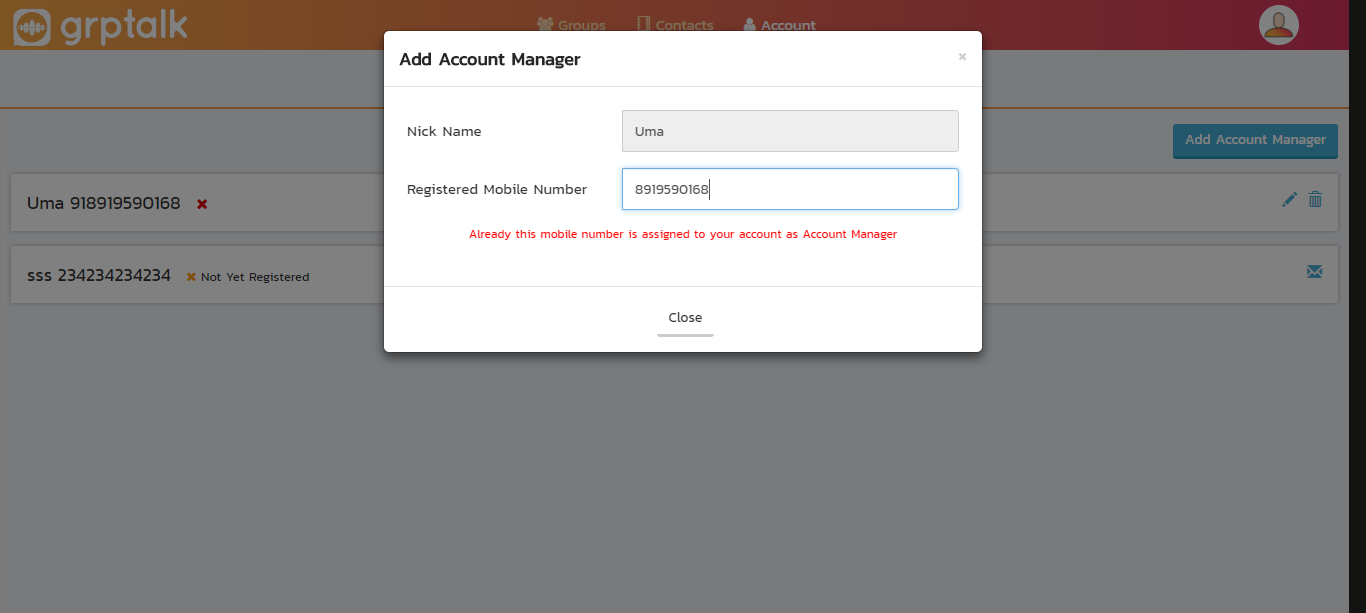 grptalk
Groups Contacts Account
Add Account Manager ×
Nick Name Uma
Registered Mobile Number 8919590168
Already this mobile number is assigned to your account as Account Manager
Close
Add Account Manager
Uma 918919590168
sss 234234234234 Not Yet Registered